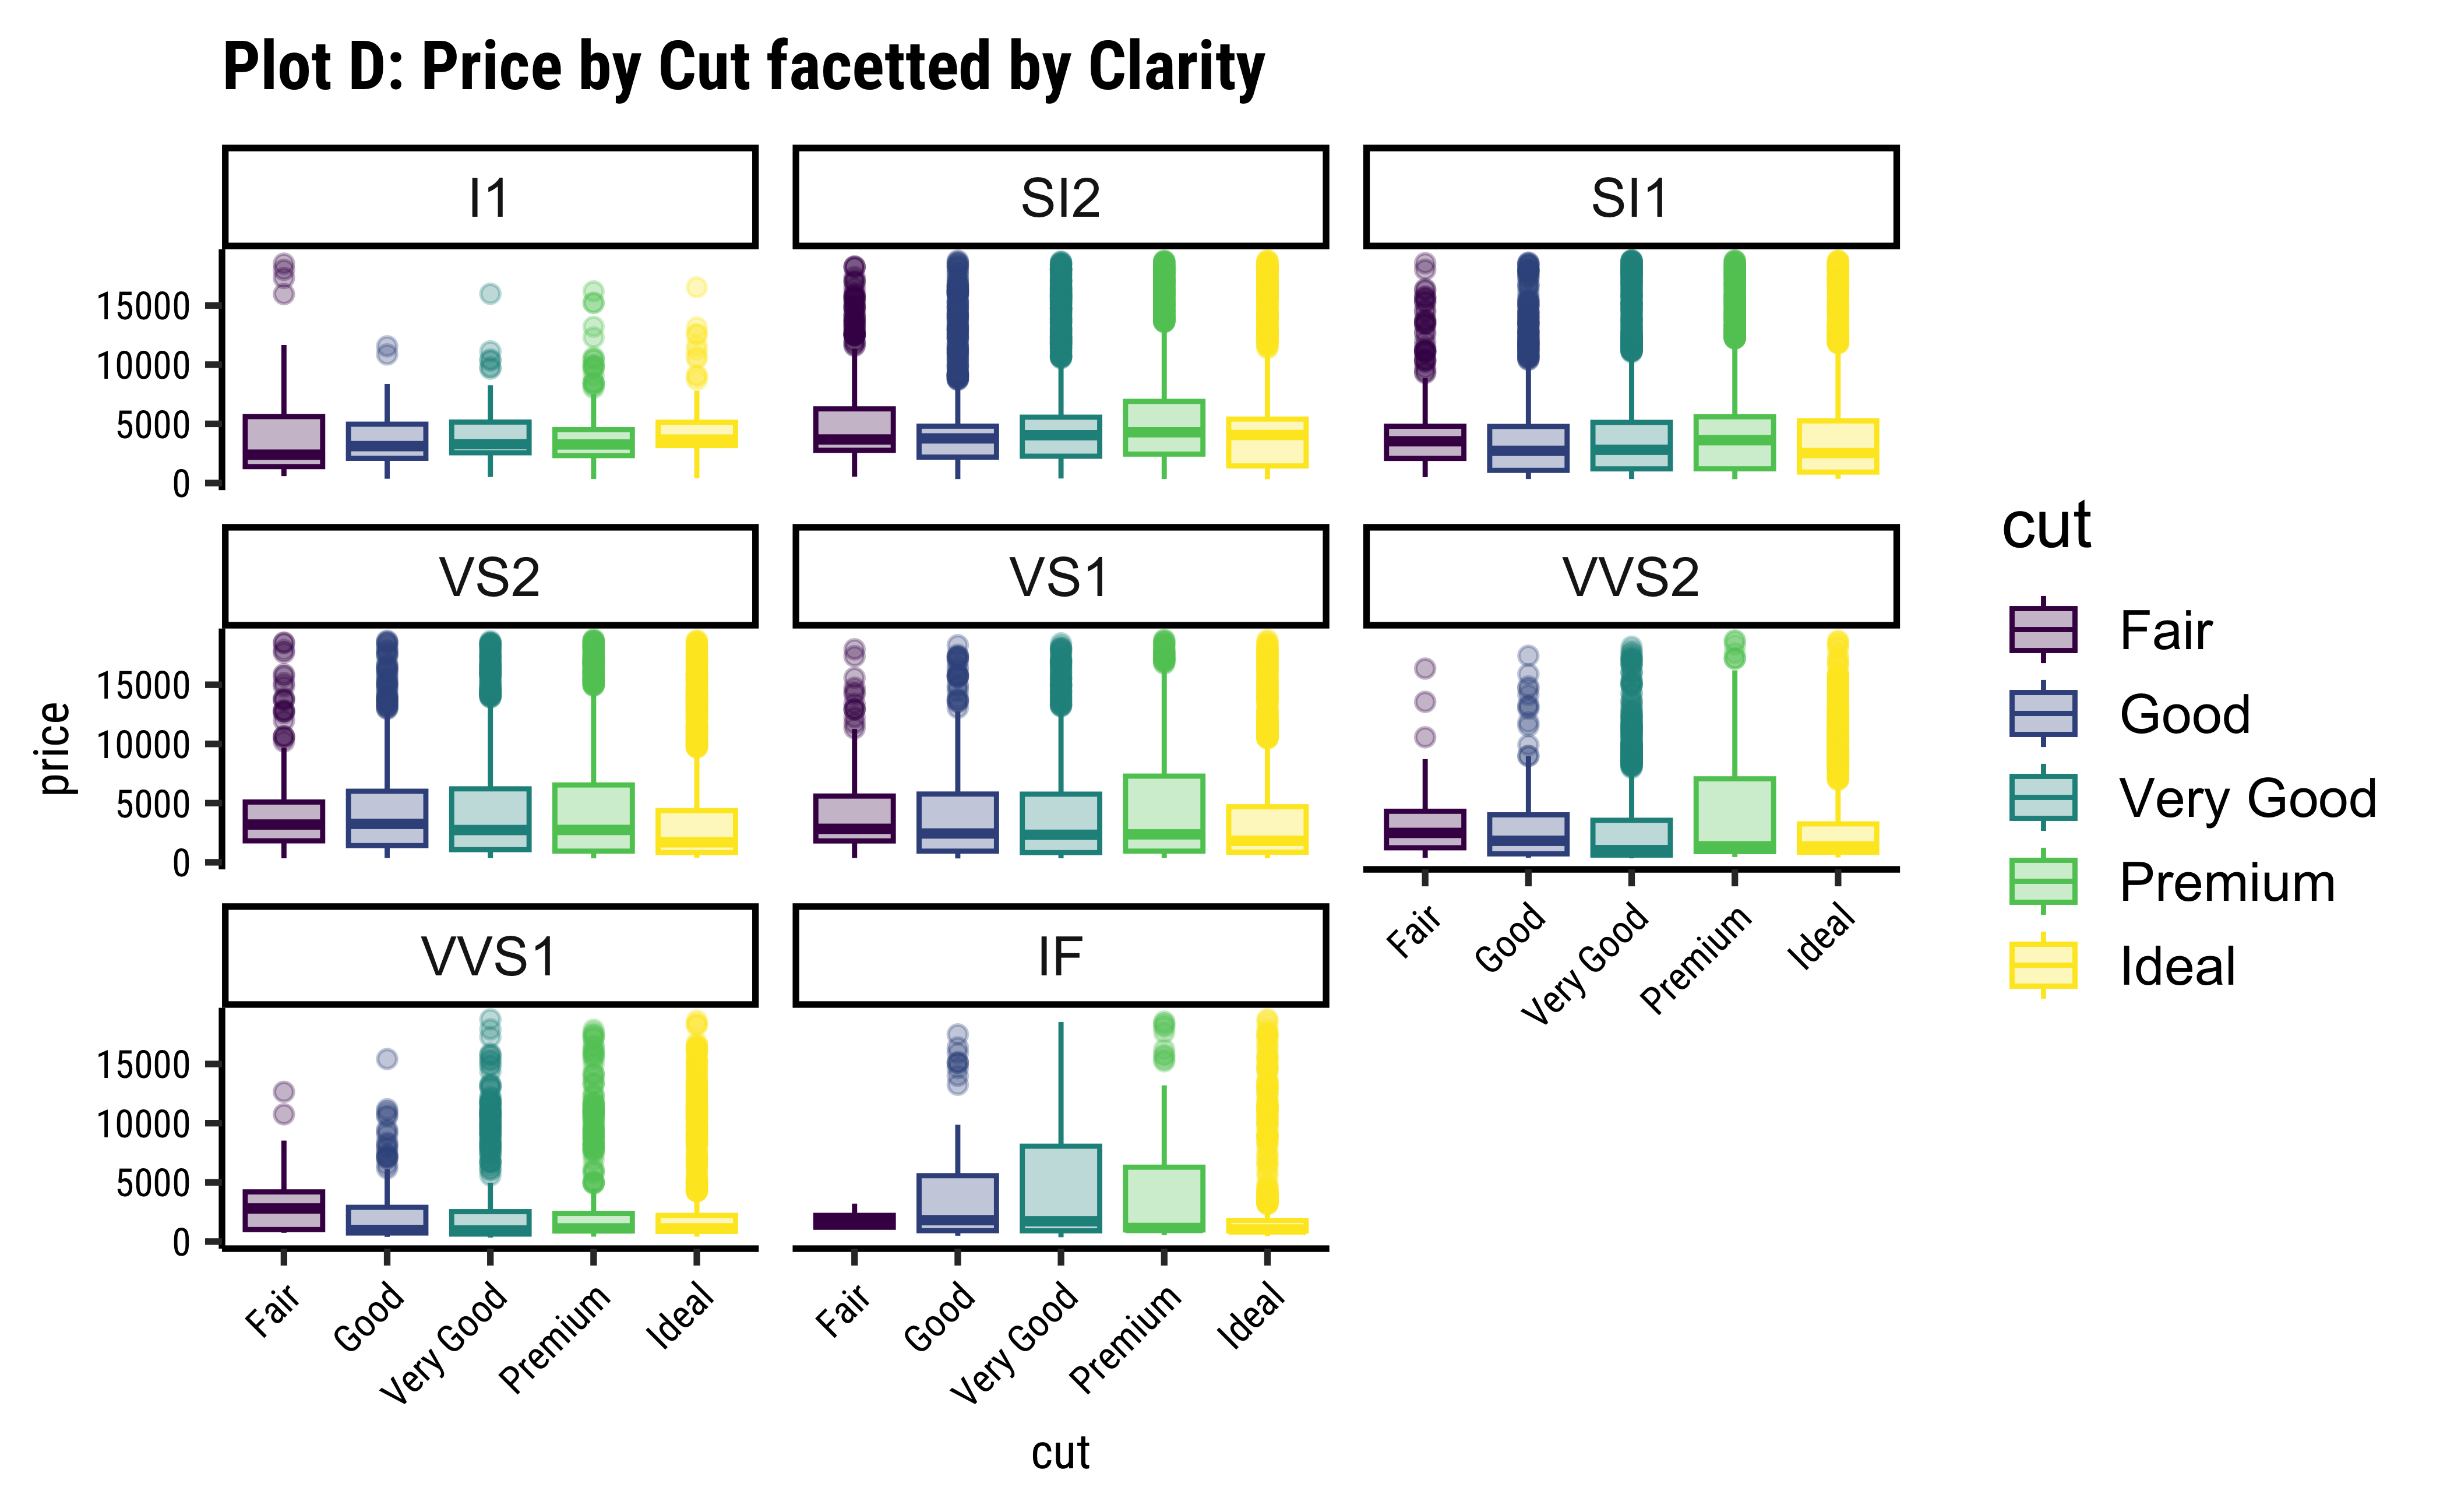 Plot D: Price by Cut facetted by Clarity
I1
SI2
SI1
15000
10000
5000
0
VS2
VS1
VVS2
15000
10000
5000
0
Fair
Good
Very Good
Premium
Ideal
VVS1
IF
15000
10000
5000
0
Fair
Good
Very Good
Premium
Ideal
Fair
Good
Very Good
Premium
Ideal
price
cut
cut
Fair
Good
Very Good
Premium
Ideal